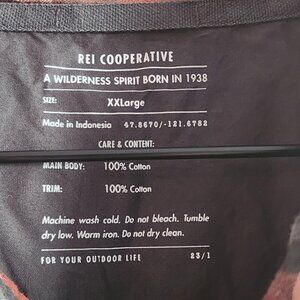 REI COOPERATIVE
A WILDERNESS SPIRIT BORN IN 1938
SIZE: XXLarge
Made in Indonesia 47.8670/-121.6782
CARE & CONTENT:
MAIN BODY: 100% Cotton
TRIM: 100% Cotton
Machine wash cold. Do not bleach. Tumble
dry low. Warm iron. Do not dry clean.
FOR YOUR OUTDOOR LIFE 23/1